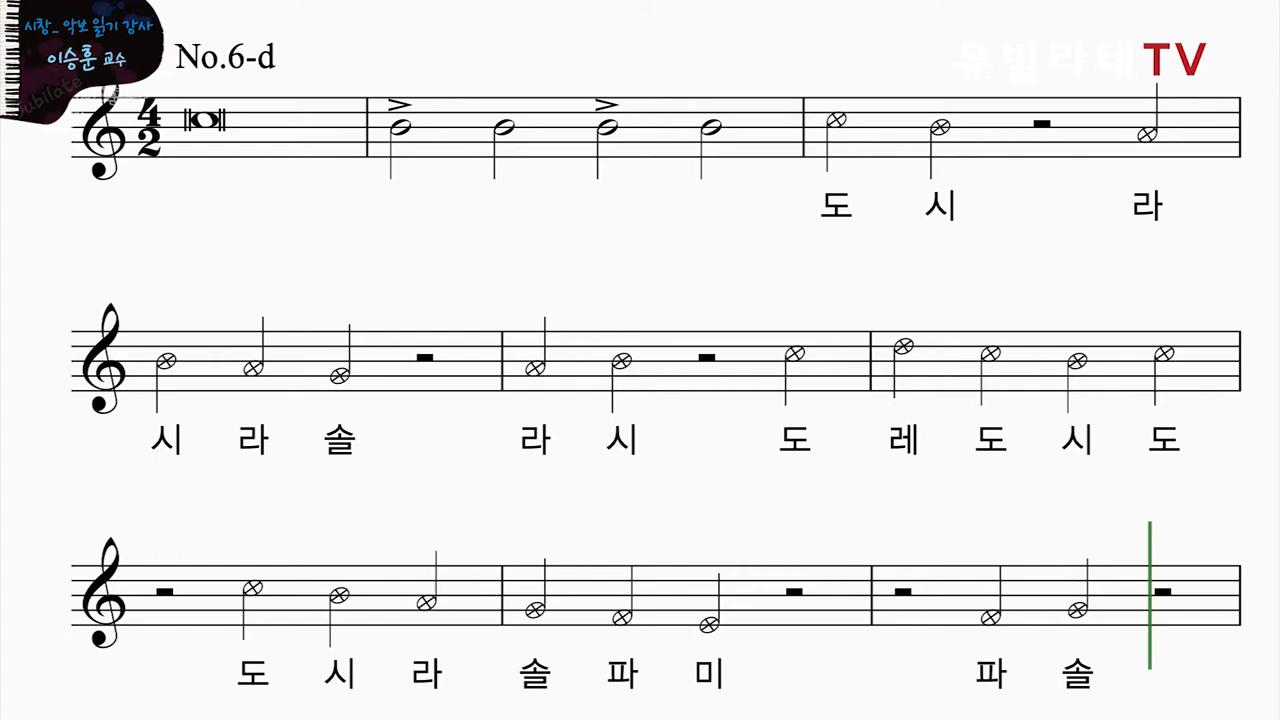 시창_악보 읽기 강사
이승훈 교수
Jubilate
No.6-d
유빌라테TV
4
2
도 시 라
시 라 솔 라 시 도 레 도 시 도
도 시 라 솔 파 미 파 솔